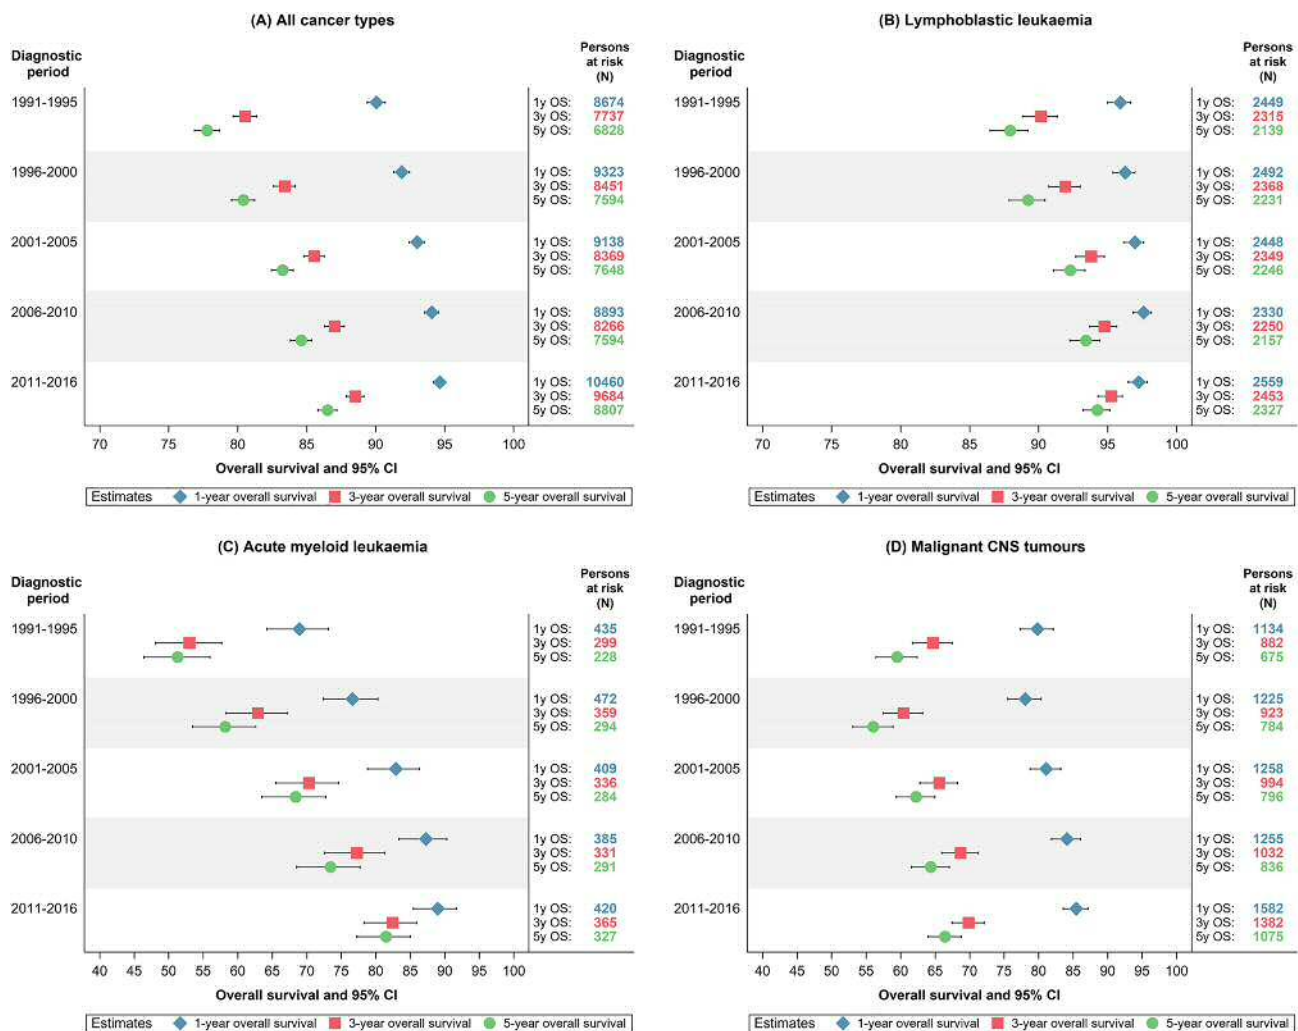 (A) All cancer types
Diagnostic period
Persons at risk (N)
1991-1995
1y OS: 8674
3y OS: 7737
5y OS: 6828
1996-2000
1y OS: 9323
3y OS: 8451
5y OS: 7594
2001-2005
1y OS: 9138
3y OS: 8369
5y OS: 7648
2006-2010
1y OS: 8893
3y OS: 8266
5y OS: 7594
2011-2016
1y OS: 10460
3y OS: 9684
5y OS: 8807
70 75 80 85 90 95 100
Overall survival and 95% CI
Estimates 1-year overall survival 3-year overall survival 5-year overall survival
(B) Lymphoblastic leukaemia
Diagnostic period
Persons at risk (N)
1991-1995
1y OS: 2449
3y OS: 2315
5y OS: 2139
1996-2000
1y OS: 2492
3y OS: 2368
5y OS: 2231
2001-2005
1y OS: 2448
3y OS: 2349
5y OS: 2246
2006-2010
1y OS: 2330
3y OS: 2250
5y OS: 2157
2011-2016
1y OS: 2559
3y OS: 2453
5y OS: 2327
70 75 80 85 90 95 100
Overall survival and 95% CI
Estimates 1-year overall survival 3-year overall survival 5-year overall survival
(C) Acute myeloid leukaemia
Diagnostic period
Persons at risk (N)
1991-1995
1y OS: 435
3y OS: 299
5y OS: 228
1996-2000
1y OS: 472
3y OS: 359
5y OS: 294
2001-2005
1y OS: 409
3y OS: 336
5y OS: 284
2006-2010
1y OS: 385
3y OS: 331
5y OS: 291
2011-2016
1y OS: 420
3y OS: 365
5y OS: 327
40 45 50 55 60 65 70 75 80 85 90 95 100
Overall survival and 95% CI
Estimates 1-year overall survival 3-year overall survival 5-year overall survival
(D) Malignant CNS tumours
Diagnostic period
Persons at risk (N)
1991-1995
1y OS: 1134
3y OS: 882
5y OS: 675
1996-2000
1y OS: 1225
3y OS: 923
5y OS: 784
2001-2005
1y OS: 1258
3y OS: 994
5y OS: 796
2006-2010
1y OS: 1255
3y OS: 1032
5y OS: 836
2011-2016
1y OS: 1582
3y OS: 1382
5y OS: 1075
40 45 50 55 60 65 70 75 80 85 90 95 100
Overall survival and 95% CI
Estimates 1-year overall survival 3-year overall survival 5-year overall survival